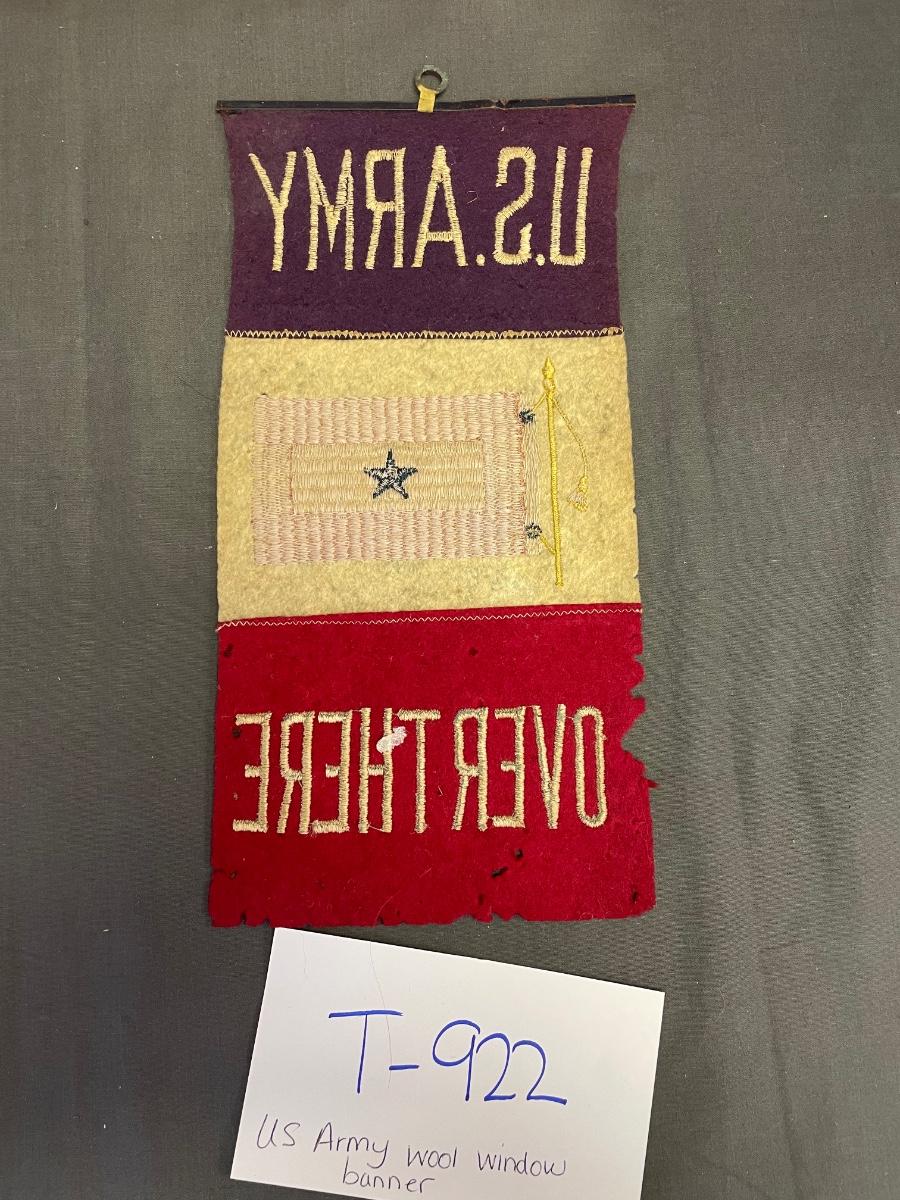 U.S. ARMY
OVER THERE
T-922
US Army wool window
banner